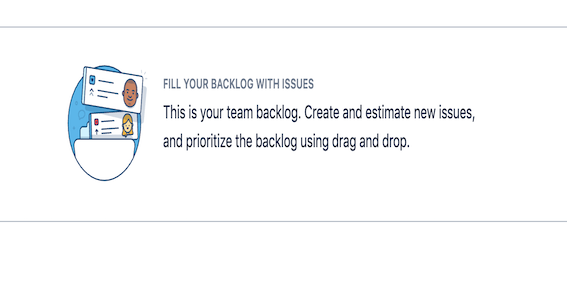 FILL YOUR BACKLOG WITH ISSUES
This is your team backlog. Create and estimate new issues,
and prioritize the backlog using drag and drop.